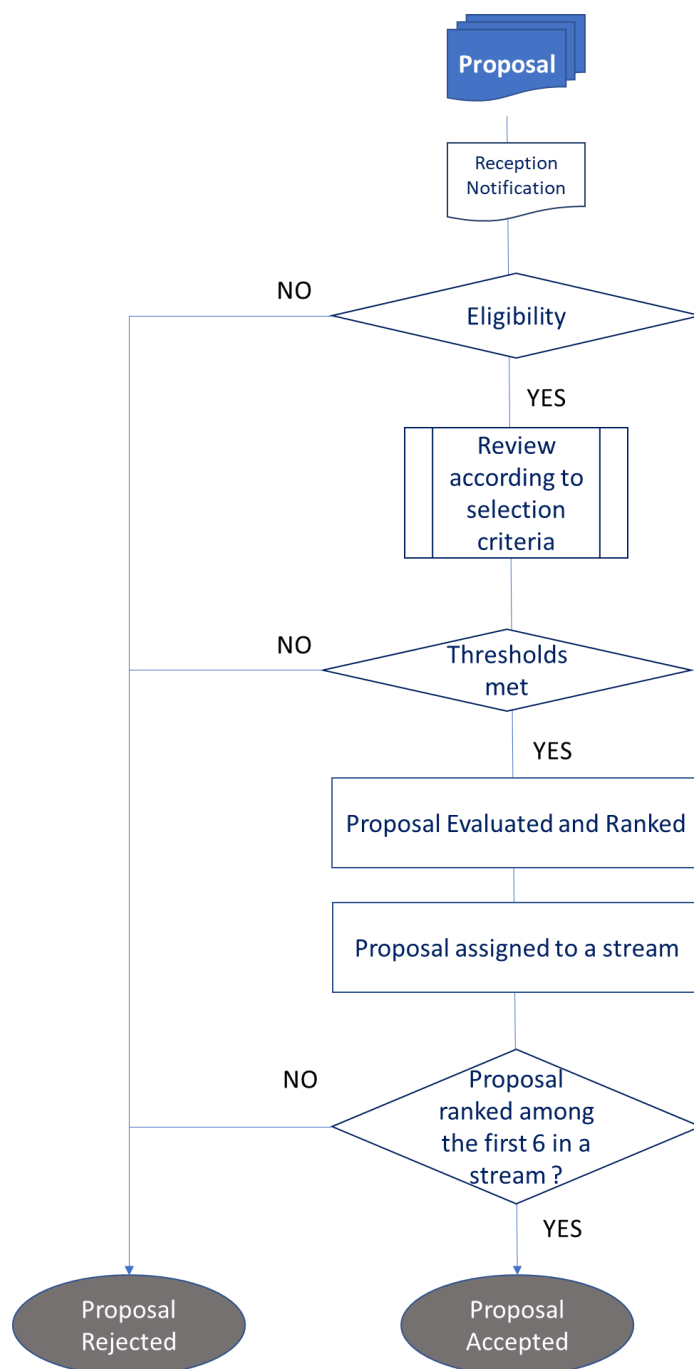 Proposal
Reception
Notification
NO
Eligibility
YES
Review
according to
selection
criteria
NO
Thresholds
met
YES
Proposal Evaluated and Ranked
Proposal assigned to a stream
NO
Proposal
ranked among
the first 6 in a
stream ?
YES
Proposal
Rejected
Proposal
Accepted